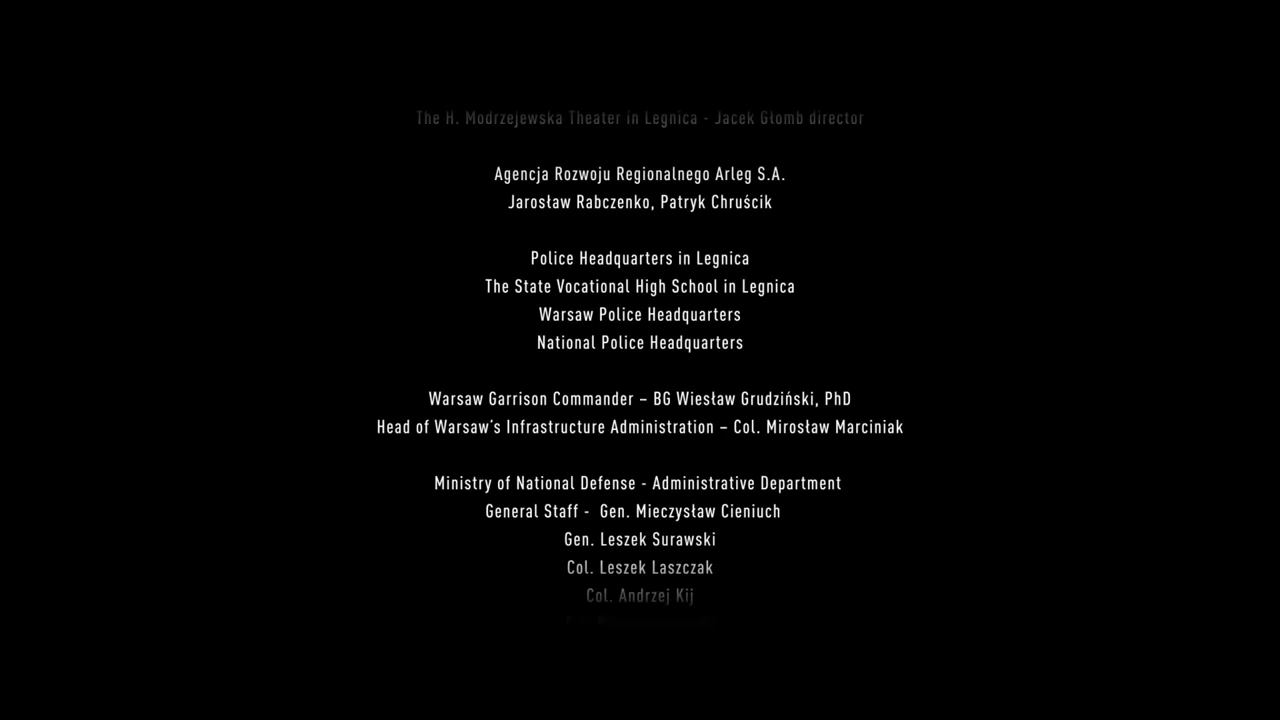 The H. Modrzejewska Theater in Legnica - Jacek Głomb director
Agencja Rozwoju Regionalnego Arleg S.A.
Jarosław Rabczenko, Patryk Chruścik
Police Headquarters in Legnica
The State Vocational High School in Legnica
Warsaw Police Headquarters
National Police Headquarters
Warsaw Garrison Commander – BG Wiesław Grudziński, PhD
Head of Warsaw's Infrastructure Administration – Col. Mirosław Marciniak
Ministry of National Defense - Administrative Department
General Staff -  Gen. Mieczysław Cieniuch
Gen. Leszek Surawski
Col. Leszek Laszczak
Col. Andrzej Kij